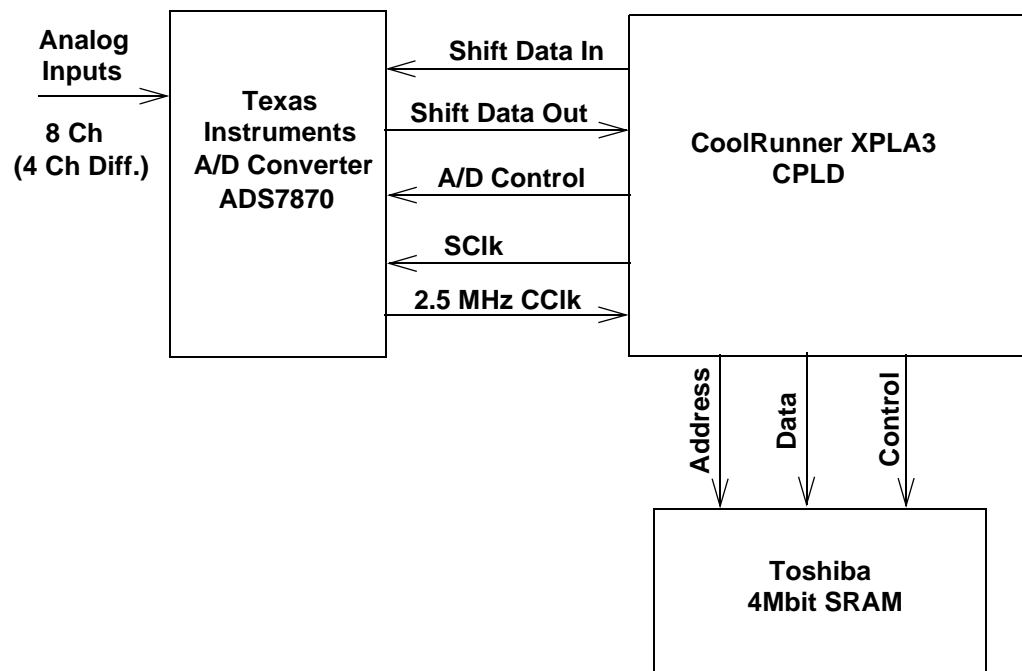 Analog
Inputs
8 Ch
(4 Ch Diff.)
Texas
Instruments
A/D Converter
ADS7870
Shift Data In
Shift Data Out
A/D Control
SClk
2.5 MHz CClk
CoolRunner XPLA3
CPLD
Address
Data
Control
Toshiba
4Mbit SRAM